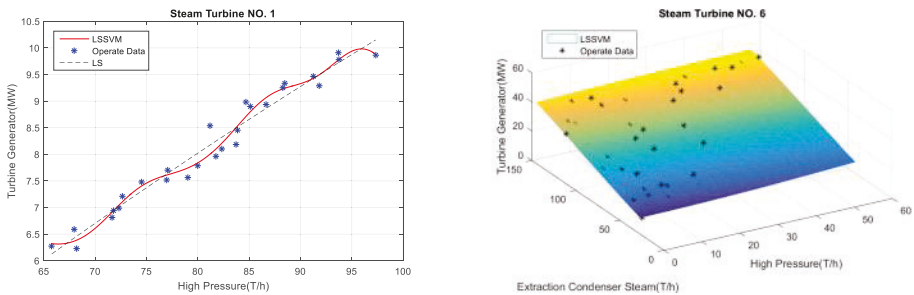 Steam Turbine NO. 1
LSSVM
Operate Data
LS
Turbine Generator(MW)
10.5
10
9.5
9
8.5
8
7.5
7
6.5
6
65 70 75 80 85 90 95 100
High Pressure(T/h)
Steam Turbine NO. 6
LSSVM
Operate Data
Turbine Generator(MW)
60
40
20
0
150
100
50
0
0 10 20 30 40 50 60
High Pressure(T/h)
Extraction Condenser Steam(T/h)